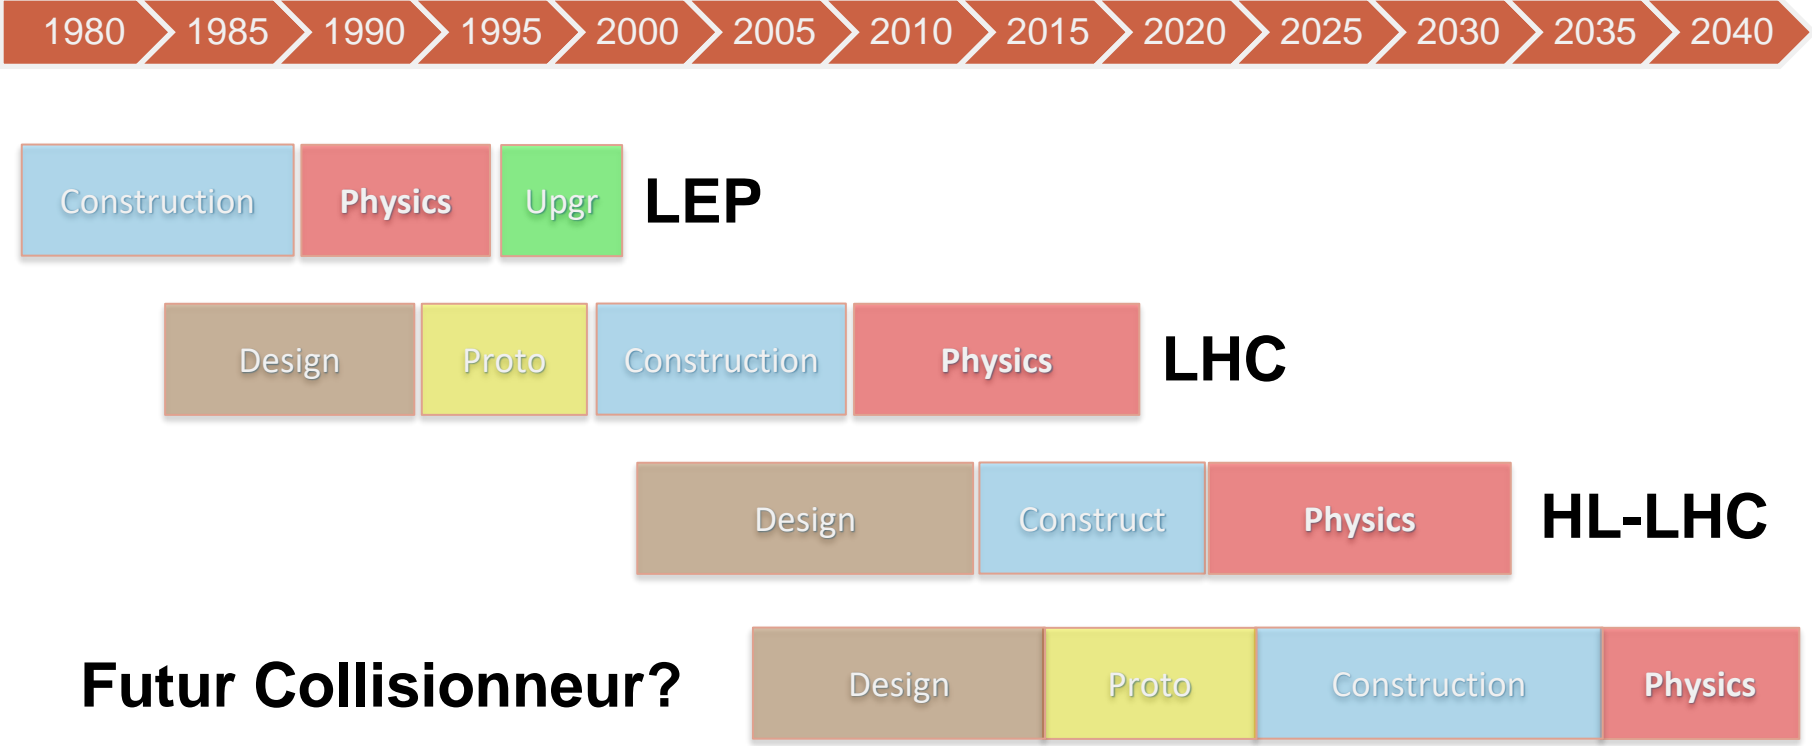 1980 1985 1990 1995 2000 2005 2010 2015 2020 2025 2030 2035 2040
Construction Physics Upgr LEP
Design Proto Construction Physics LHC
Design Construct Physics HL-LHC
Futur Collisionneur? Design Proto Construction Physics